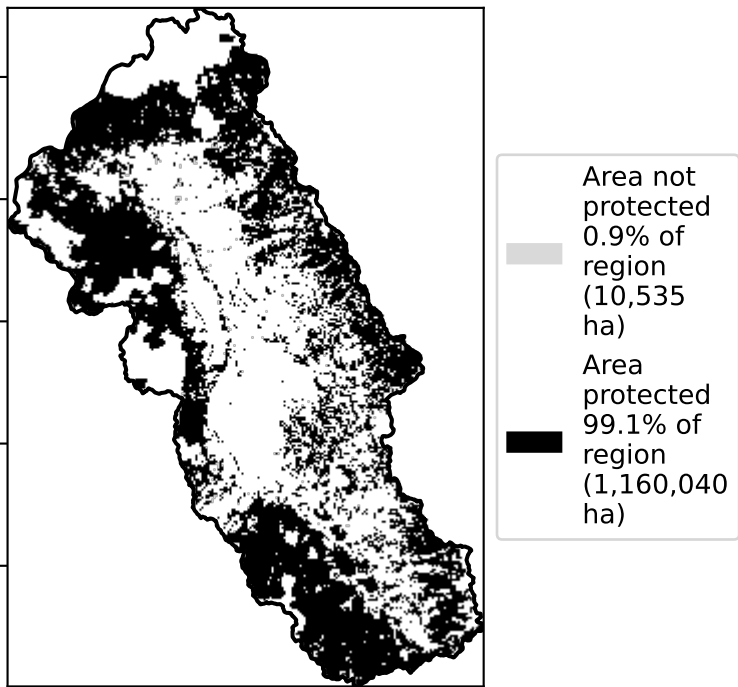 Area not
protected
0.9% of
region
(10,535
ha)
Area
protected
99.1% of
region
(1,160,040
ha)